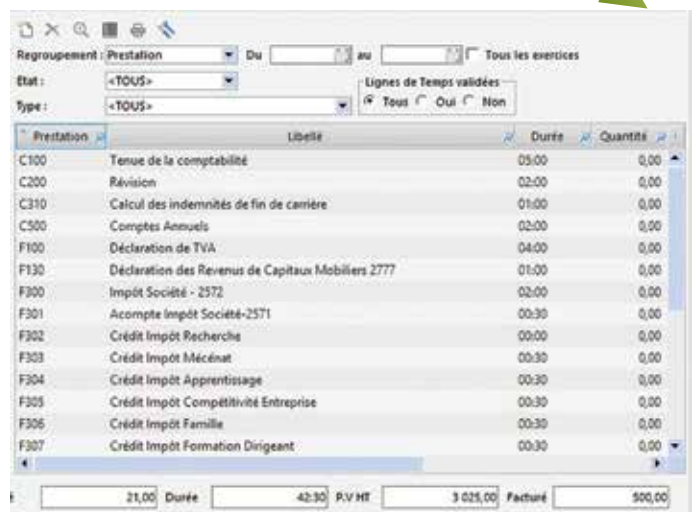 Regroupement : Prestation Du au Tous les exercices
Etat : <TOUS> Lignes de Temps validées
Type : <TOUS> Tous Oui Non
Prestation Libellé Durée Quantité
C100 Tenue de la comptabilité 05:00 0,00
C200 Révision 02:00 0,00
C310 Calcul des indemnités de fin de carrière 01:00 0,00
C500 Comptes Annuels 02:00 0,00
F100 Déclaration de TVA 04:00 0,00
F130 Déclaration des Revenus de Capitaux Mobiliers 2777 01:00 0,00
F300 Impôt Société - 2572 02:00 0,00
F301 Acompte Impôt Société-2571 00:30 0,00
F302 Crédit Impôt Recherche 00:00 0,00
F303 Crédit Impôt Mécénat 00:30 0,00
F304 Crédit Impôt Apprentissage 00:30 0,00
F305 Crédit Impôt Compétitivité Entreprise 00:30 0,00
F306 Crédit Impôt Famille 00:30 0,00
F307 Crédit Impôt Formation Dirigeant 00:30 0,00
21,00 Durée 42:30 P.V HT 3 025,00 Facturé 500,00